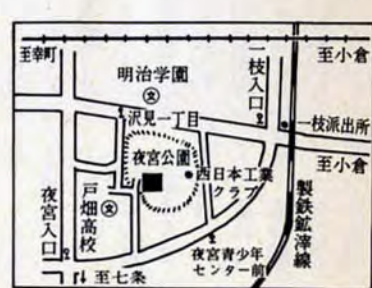 至幸町
至小倉
明治学園
文
一枝入口
沢見一丁目
一枝派出所
夜宮公園
至小倉
西日本工業
クラブ
戸畑高校
文
夜宮入口
製鉄鉱滓線
夜宮青少年
センター前
至七条